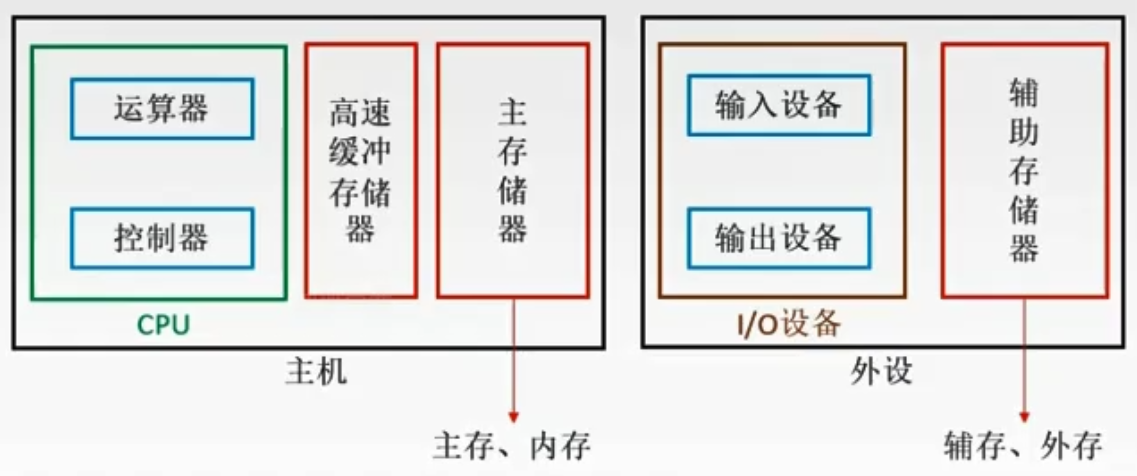 运算器
控制器
CPU
高速
缓冲
存储
器
主
存
储
器
主机
主存、内存
输入设备
输出设备
I/O设备
辅
助
存
储
器
外设
辅存、外存